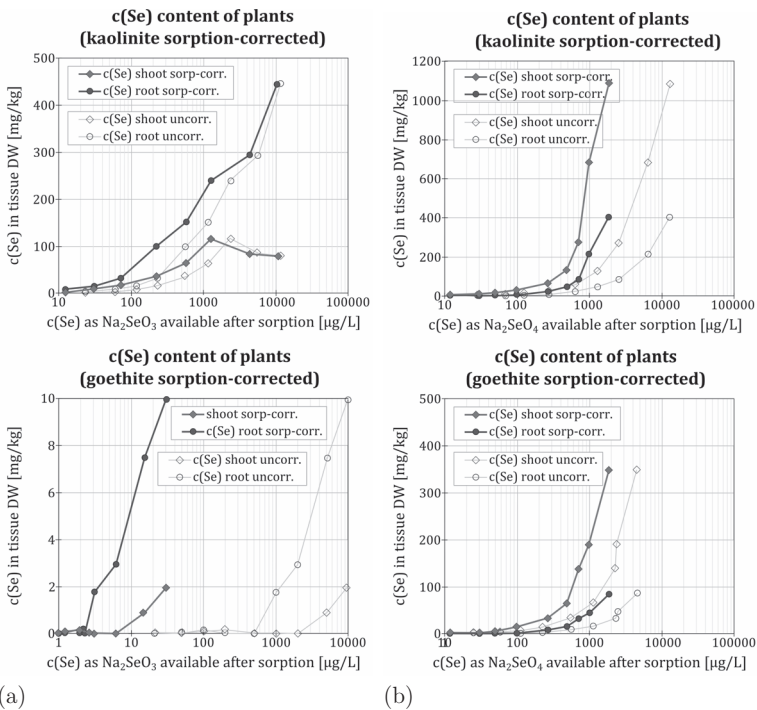 c(Se) content of plants
(kaolinite sorption-corrected)
500
400
300
200
100
0
c(Se) in tissue DW [mg/kg]
c(Se) shoot sorp-corr.
c(Se) root sorp-corr.
c(Se) shoot uncorr.
c(Se) root uncorr.
10 100 1000 10000 100000
c(Se) as Na₂SeO₃ available after sorption [µg/L]
c(Se) content of plants
(kaolinite sorption-corrected)
1200
1000
800
600
400
200
0
c(Se) in tissue DW [mg/kg]
c(Se) shoot sorp-corr.
c(Se) root sorp-corr.
c(Se) shoot uncorr.
c(Se) root uncorr.
10 100 1000 10000 100000
c(Se) as Na₂SeO₄ available after sorption [µg/L]
c(Se) content of plants
(goethite sorption-corrected)
10
8
6
4
2
0
c(Se) in tissue DW [mg/kg]
shoot sorp-corr.
c(Se) root sorp-corr.
c(Se) shoot uncorr.
c(Se) root uncorr.
1 10 100 1000 10000
c(Se) as Na₂SeO₃ available after sorption [µg/L]
(a)
c(Se) content of plants
(goethite sorption-corrected)
500
400
300
200
100
0
c(Se) in tissue DW [mg/kg]
c(Se) shoot sorp-corr.
c(Se) root sorp-corr.
c(Se) shoot uncorr.
c(Se) root uncorr.
10 100 1000 10000 100000
c(Se) as Na₂SeO₄ available after sorption [µg/L]
(b)